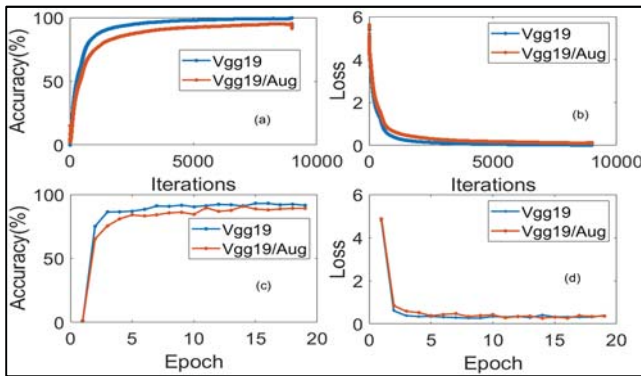 100
50
0
Accuracy(%)
Vgg19
Vgg19/Aug
(a)
0
5000
10000
Iterations
6
4
2
0
Loss
Vgg19
Vgg19/Aug
(b)
0
5000
10000
Iterations
100
50
0
Accuracy(%)
Vgg19
Vgg19/Aug
(c)
0
5
10
15
20
Epoch
6
4
2
0
Loss
Vgg19
Vgg19/Aug
(d)
0
5
10
15
20
Epoch